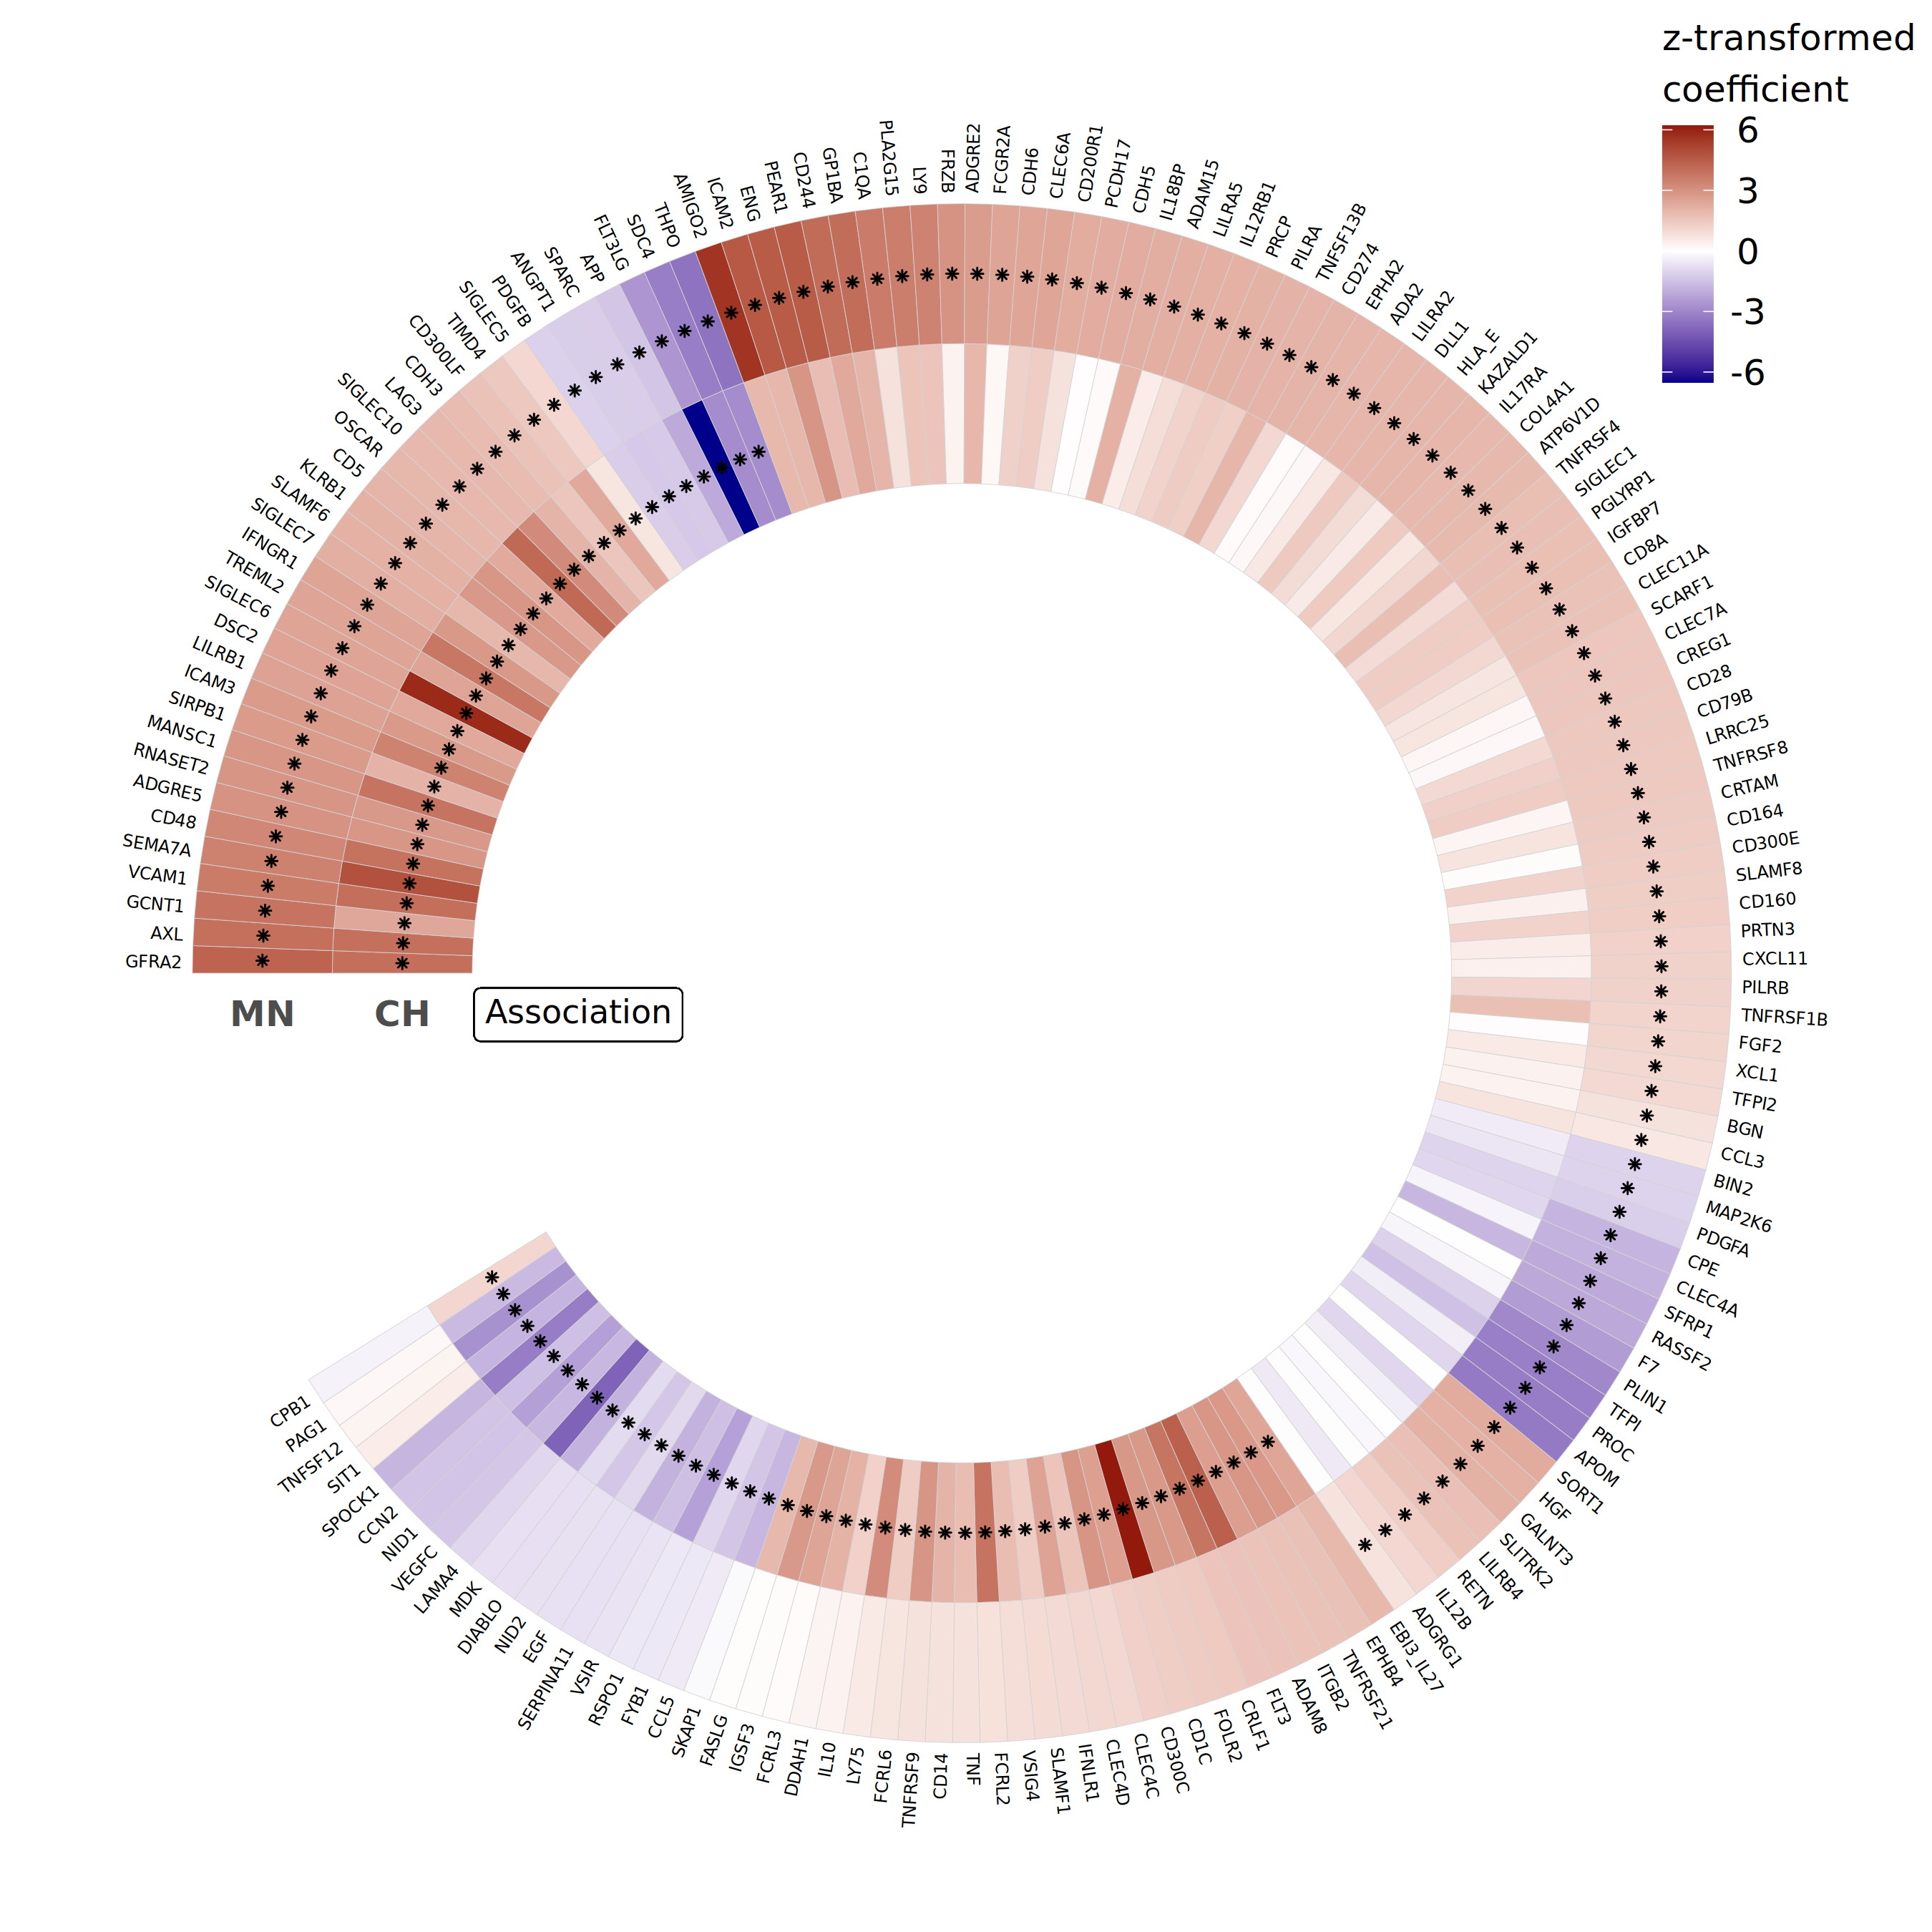 z-transformed
coefficient
6
3
0
-3
-6
GFRA2
AXL
GCNT1
VCAM1
SEMA7A
CD48
ADGRE5
RNASET2
MANSC1
SIRPB1
ICAM3
LILRB1
DSC2
SIGLEC6
TREML2
IFNGR1
SIGLEC7
SLAMF6
KLRB1
CD5
OSCAR
SIGLEC10
LAG3
CDH3
CD300LF
TIMD4
SIGLEC5
PDGFB
ANGPT1
SPARC
APP
FLT3LG
SDC4
THPO
AMIGO2
ICAM2
ENG
PEAR1
CD244
GP1BA
C1QA
PLA2G15
LY9
FRZB
ADGRE2
FCGR2A
CDH6
CLEC6A
CD200R1
PCDH17
CDH5
IL18BP
ADAM15
LILRA5
IL12RB1
PRCP
PILRA
TNFSF13B
CD274
EPHA2
ADA2
LILRA2
DLL1
HLA_E
KAZALD1
IL17RA
COL4A1
ATP6V1D
TNFRSF4
SIGLEC1
PGLYRP1
IGFBP7
CD8A
CLEC11A
SCARF1
CLEC7A
CREG1
CD28
CD79B
LRRC25
TNFRSF8
CRTAM
CD164
CD300E
SLAMF8
CD160
PRTN3
CXCL11
PILRB
TNFRSF1B
FGF2
XCL1
TFPI2
BGN
CCL3
BIN2
MAP2K6
PDGFA
CPE
CLEC4A
SFRP1
RASSF2
F7
PLIN1
TFPI
PROC
APOM
SORT1
HGF
GALNT3
SLITRK2
LILRB4
RETN
IL12B
ADGRG1
EBI3_IL27
EPHB4
TNFRSF21
ITGB2
ADAM8
FLT3
CRLF1
FOLR2
CD1C
CD300C
CLEC4C
CLEC4D
IFNLR1
SLAMF1
VSIG4
FCRL2
TNF
CD14
TNFRSF9
FCRL6
LY75
IL10
DDAH1
FCRL3
IGSF3
FASLG
SKAP1
CCL5
FYB1
RSPO1
VSIR
SERPINA11
EGF
NID2
DIABLO
MDK
LAMA4
VEGFC
NID1
CCN2
SPOCK1
SIT1
TNFSF12
PAG1
CPB1
MN CH Association